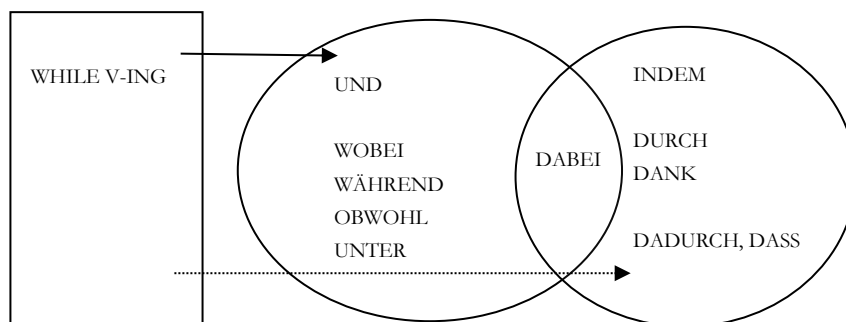 WHILE V-ING
UND
WOBEI
WÄHREND
OBWOHL
UNTER
DABEI
INDEM
DURCH
DANK
DADURCH, DASS